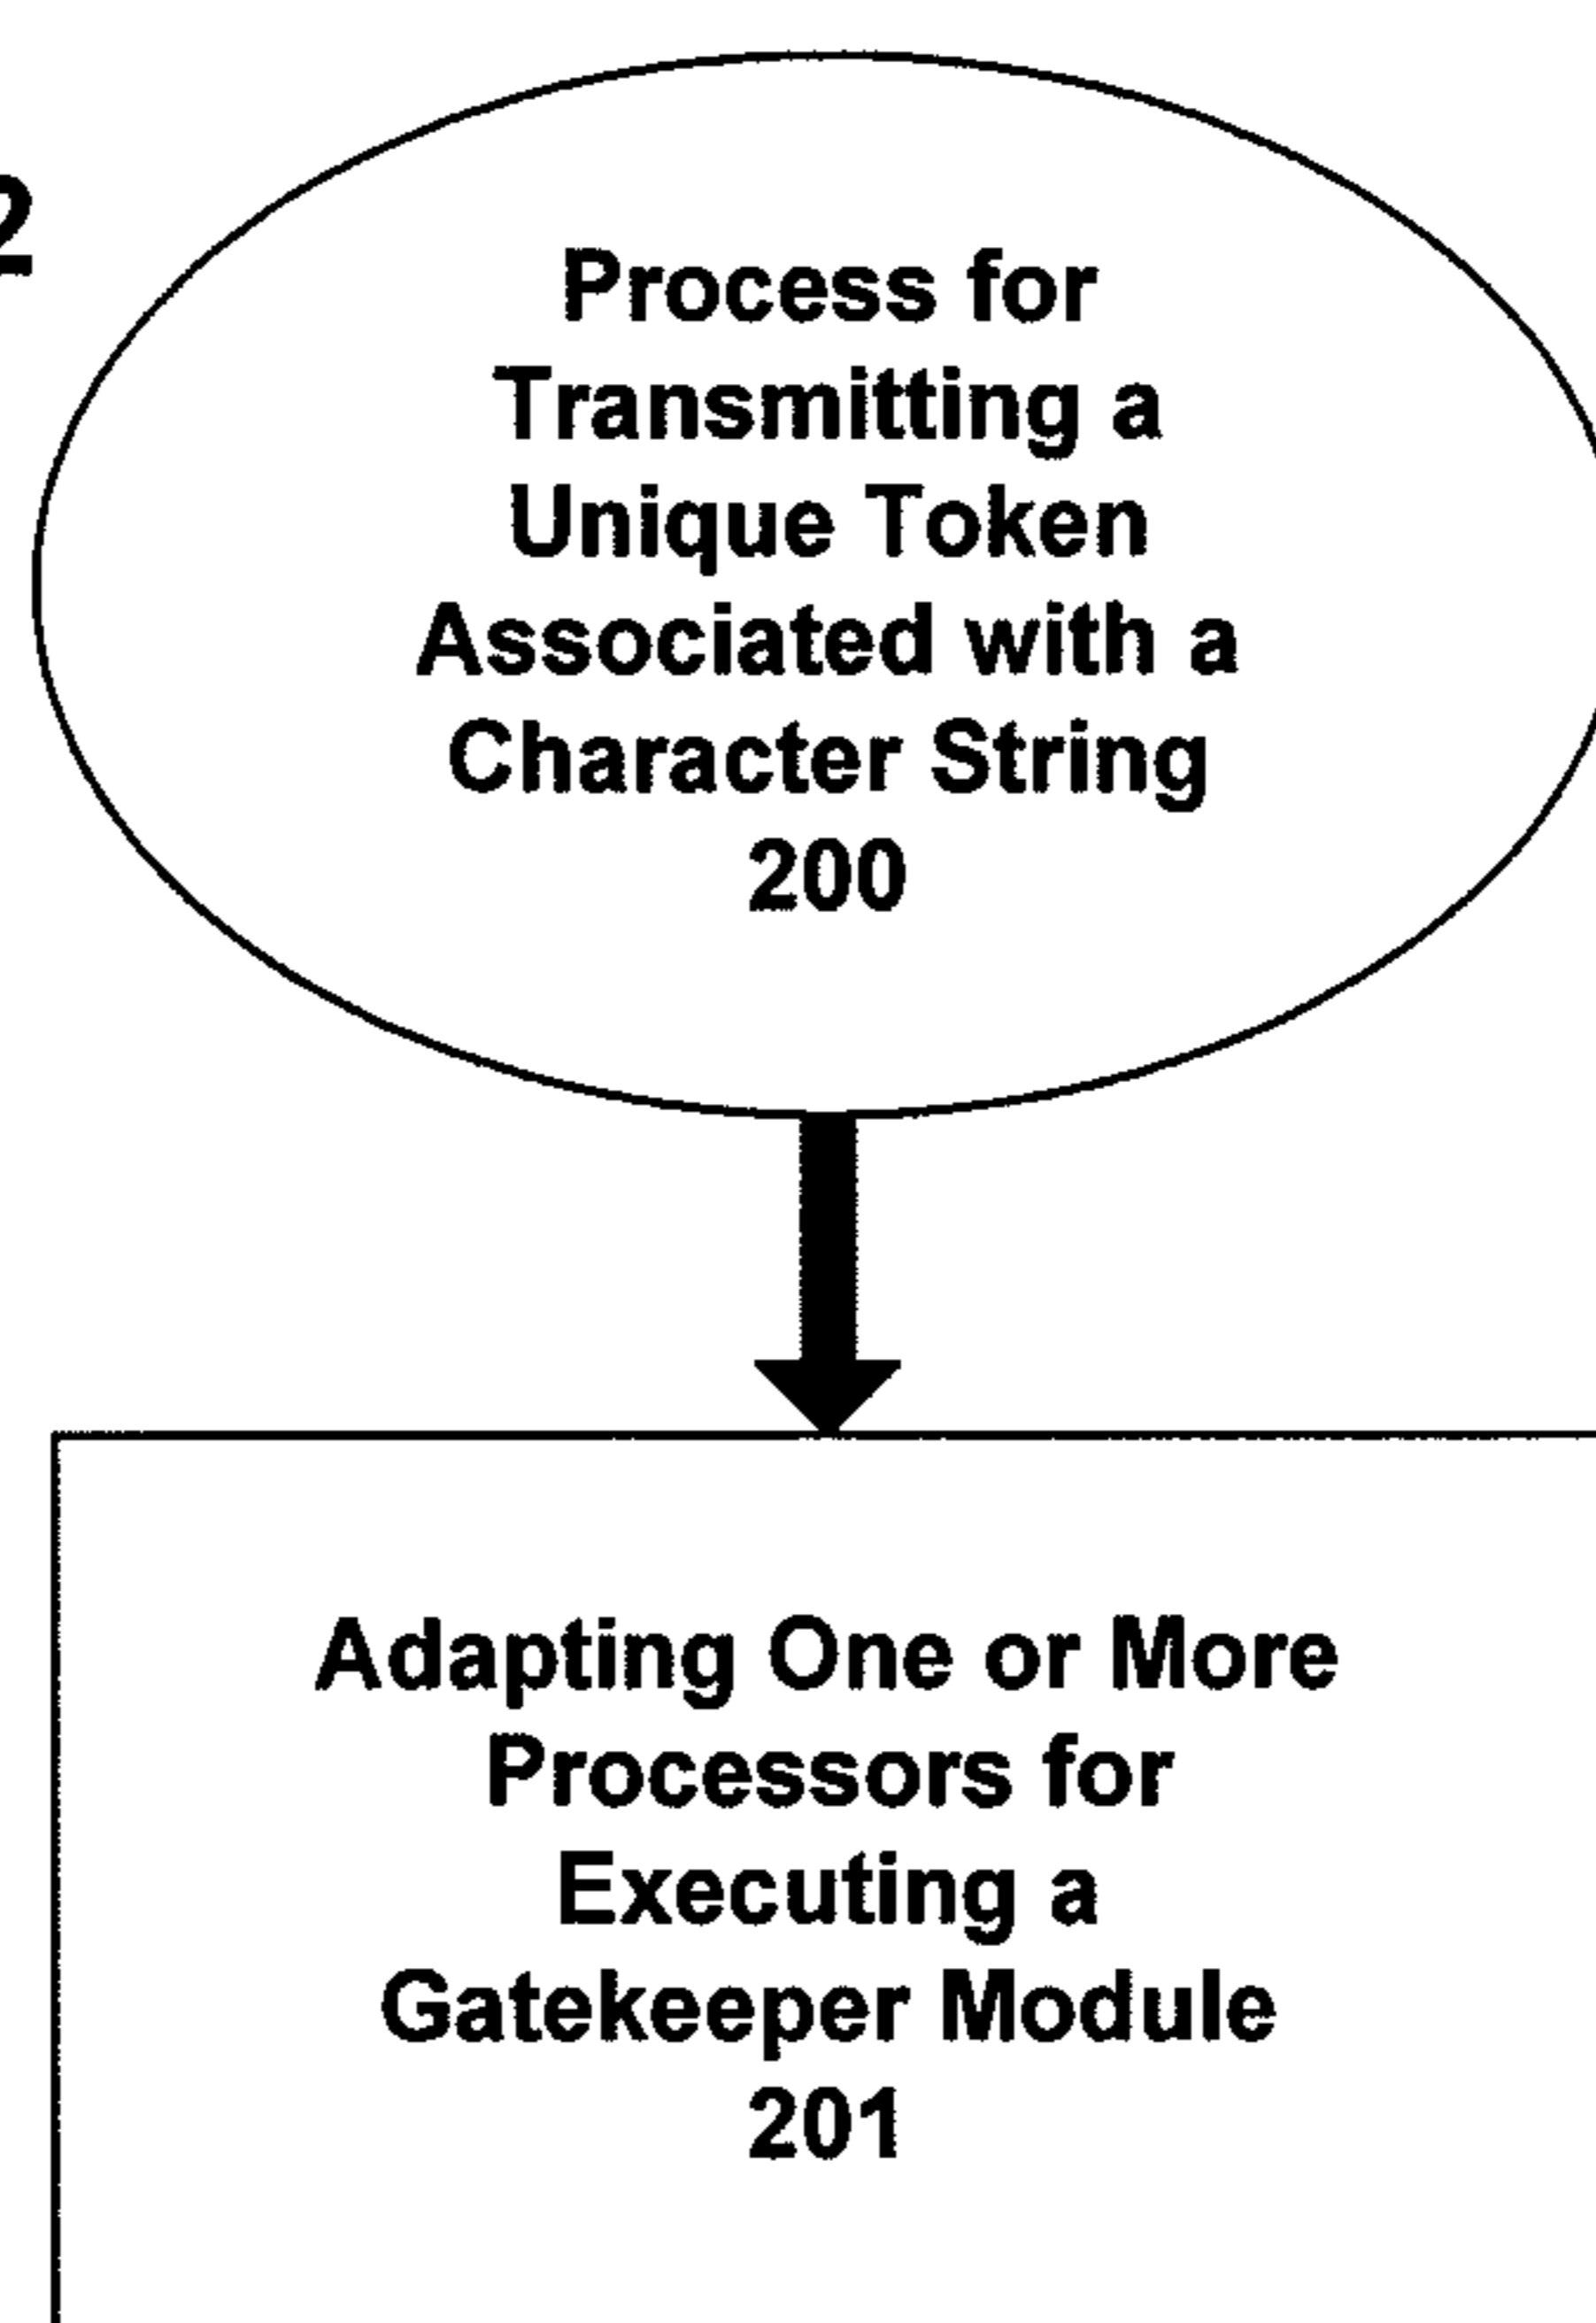 2
Process for
Transmitting a
Unique Token
Associated with a
Character String
200
Adapting One or More
Processors for
Executing a
Gatekeeper Module
201